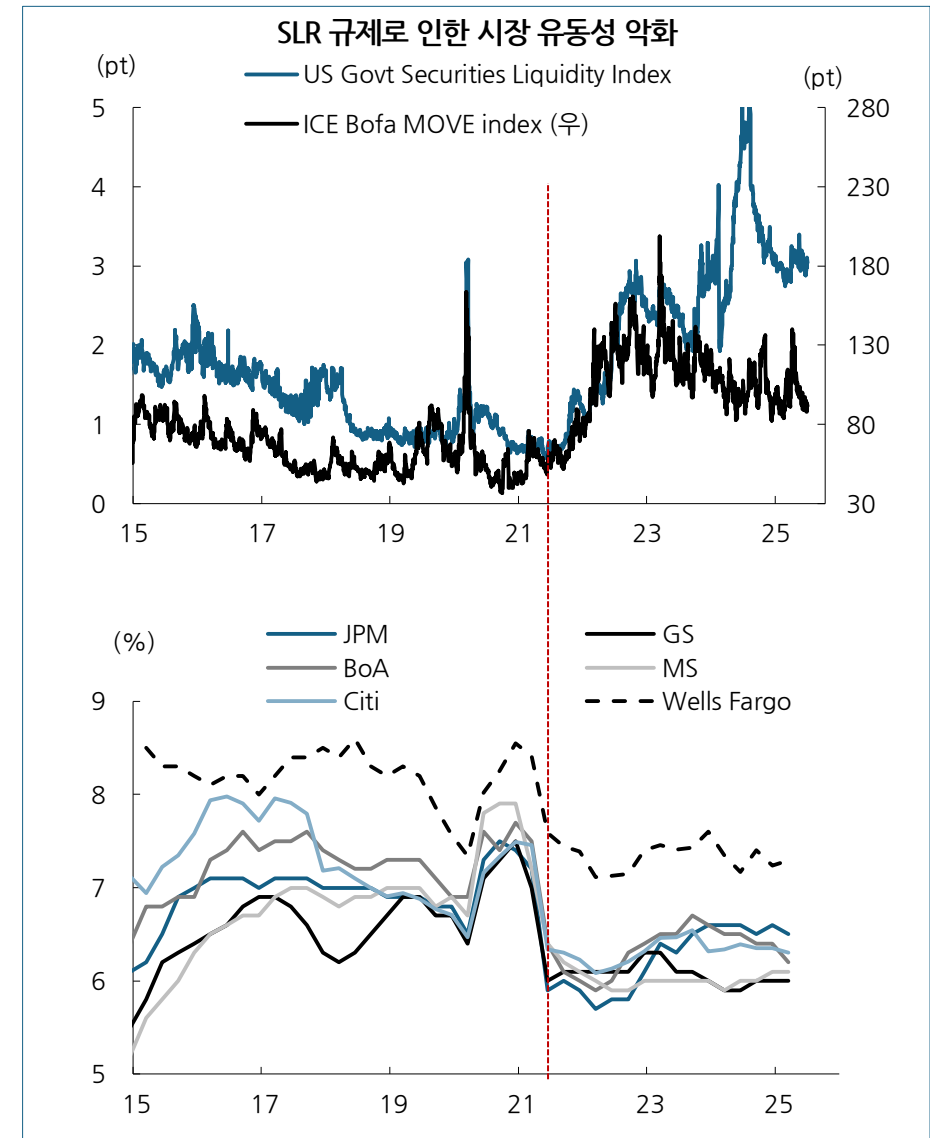 SLR 규제로 인한 시장 유동성 악화
(pt)
(pt)
US Govt Securities Liquidity Index
ICE Bofa MOVE index (우)
5
280
4
230
3
180
2
130
1
80
0
30
15 17 19 21 23 25
(%)
JPM
GS
BoA
MS
Citi
Wells Fargo
9
8
7
6
5
15 17 19 21 23 25